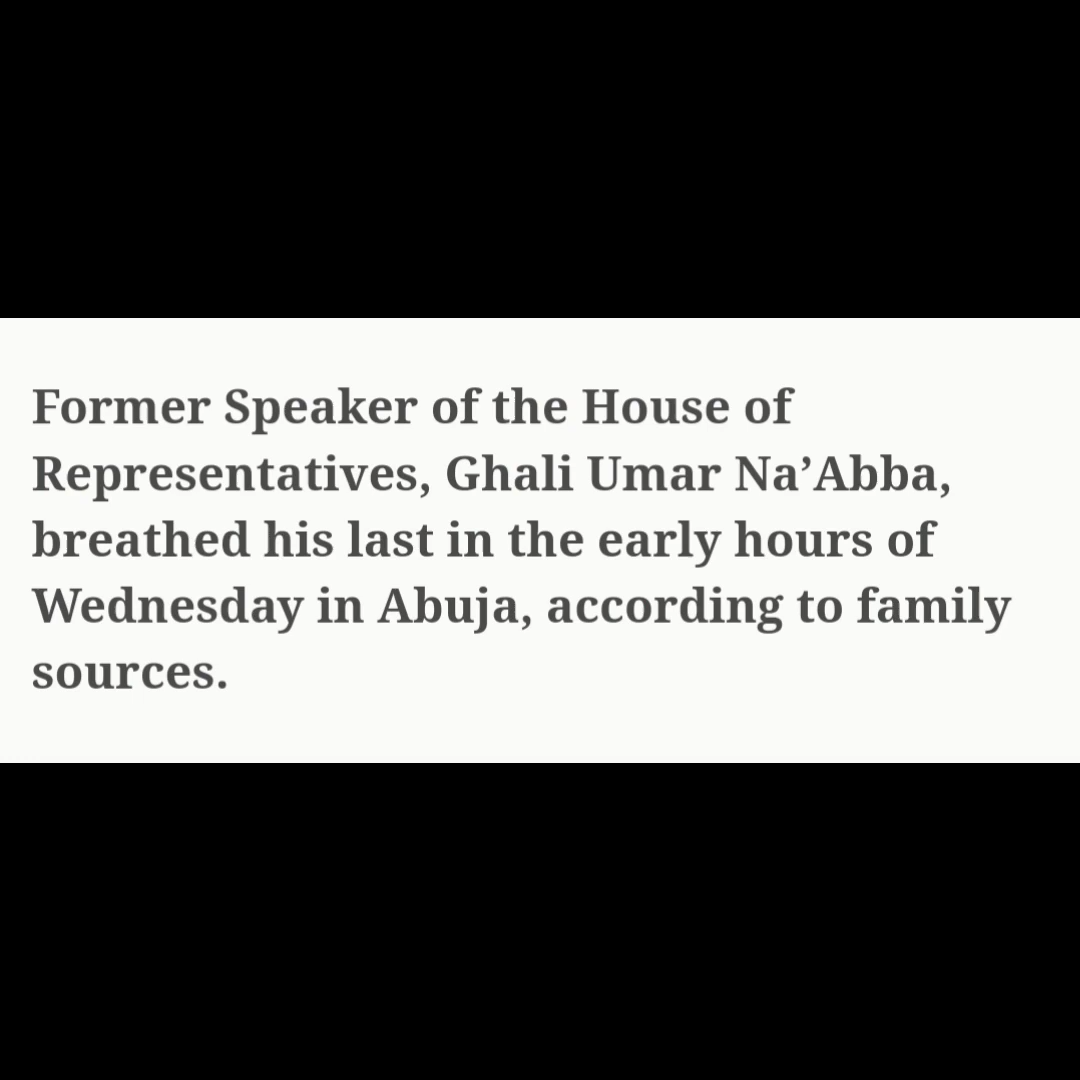 Former Speaker of the House of
Representatives, Ghali Umar Na’Abba,
breathed his last in the early hours of
Wednesday in Abuja, according to family
sources.